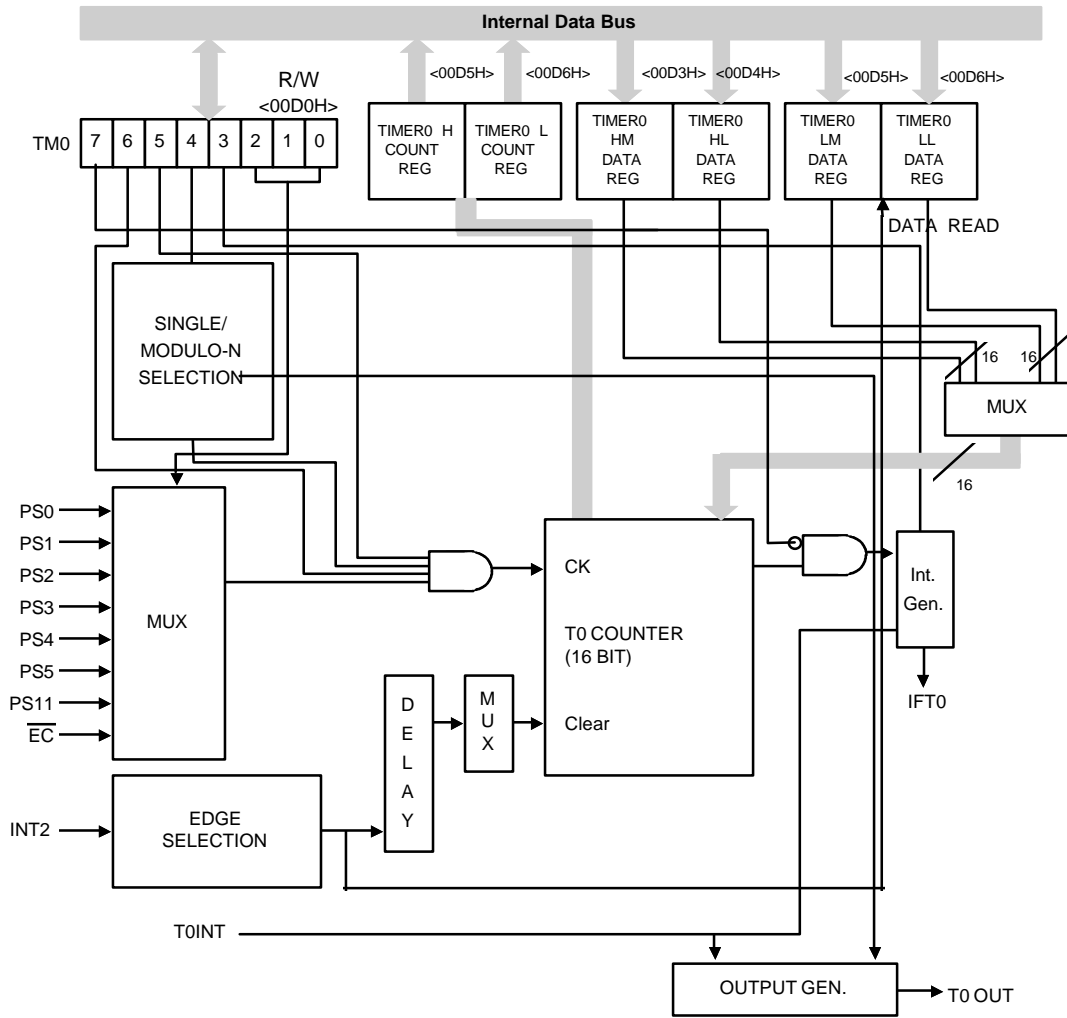 Internal Data Bus
R/W
<00D0H>
<00D5H>
<00D6H>
<00D3H>
<00D4H>
<00D5H>
<00D6H>
TM0
7 6 5 4 3 2 1 0
TIMER0 H
COUNT
REG
TIMER0 L
COUNT
REG
TIMER0
HM
DATA
REG
TIMER0
HL
DATA
REG
TIMER0
LM
DATA
REG
TIMER0
LL
DATA
REG
DATA READ
SINGLE/
MODULO-N
SELECTION
16
16
MUX
16
PS0
PS1
PS2
PS3
PS4
PS5
PS11
EC
MUX
CK
T0 COUNTER
(16 BIT)
Clear
Int.
Gen.
IFT0
D
E
L
A
Y
M
U
X
INT2
EDGE
SELECTION
T0INT
OUTPUT GEN.
T0 OUT